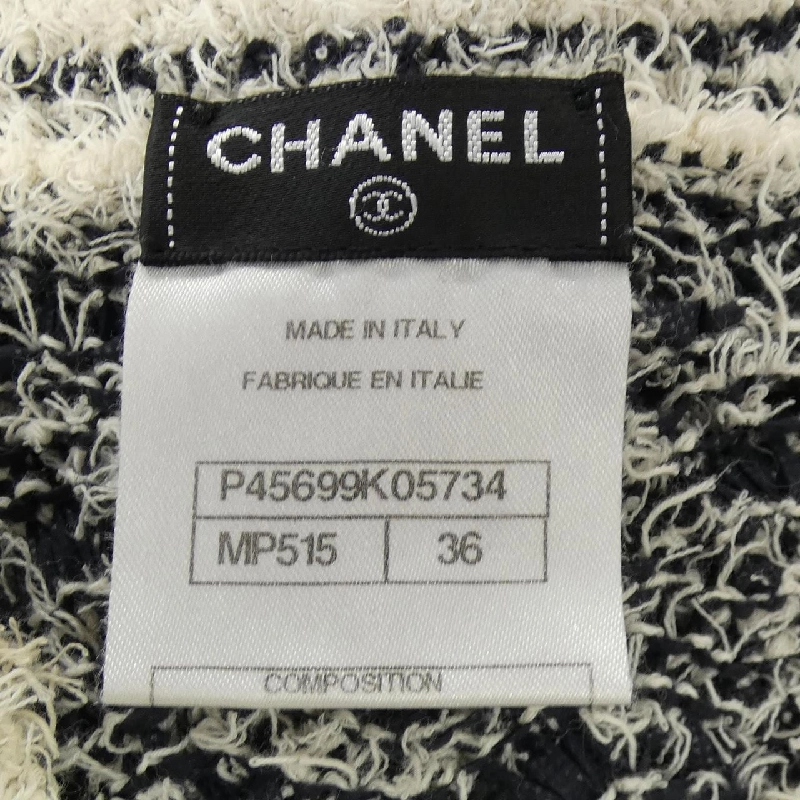 CHANEL
MADE IN ITALY
FABRIQUE EN ITALIE
P45699K05734
MP515 36
COMPOSITION